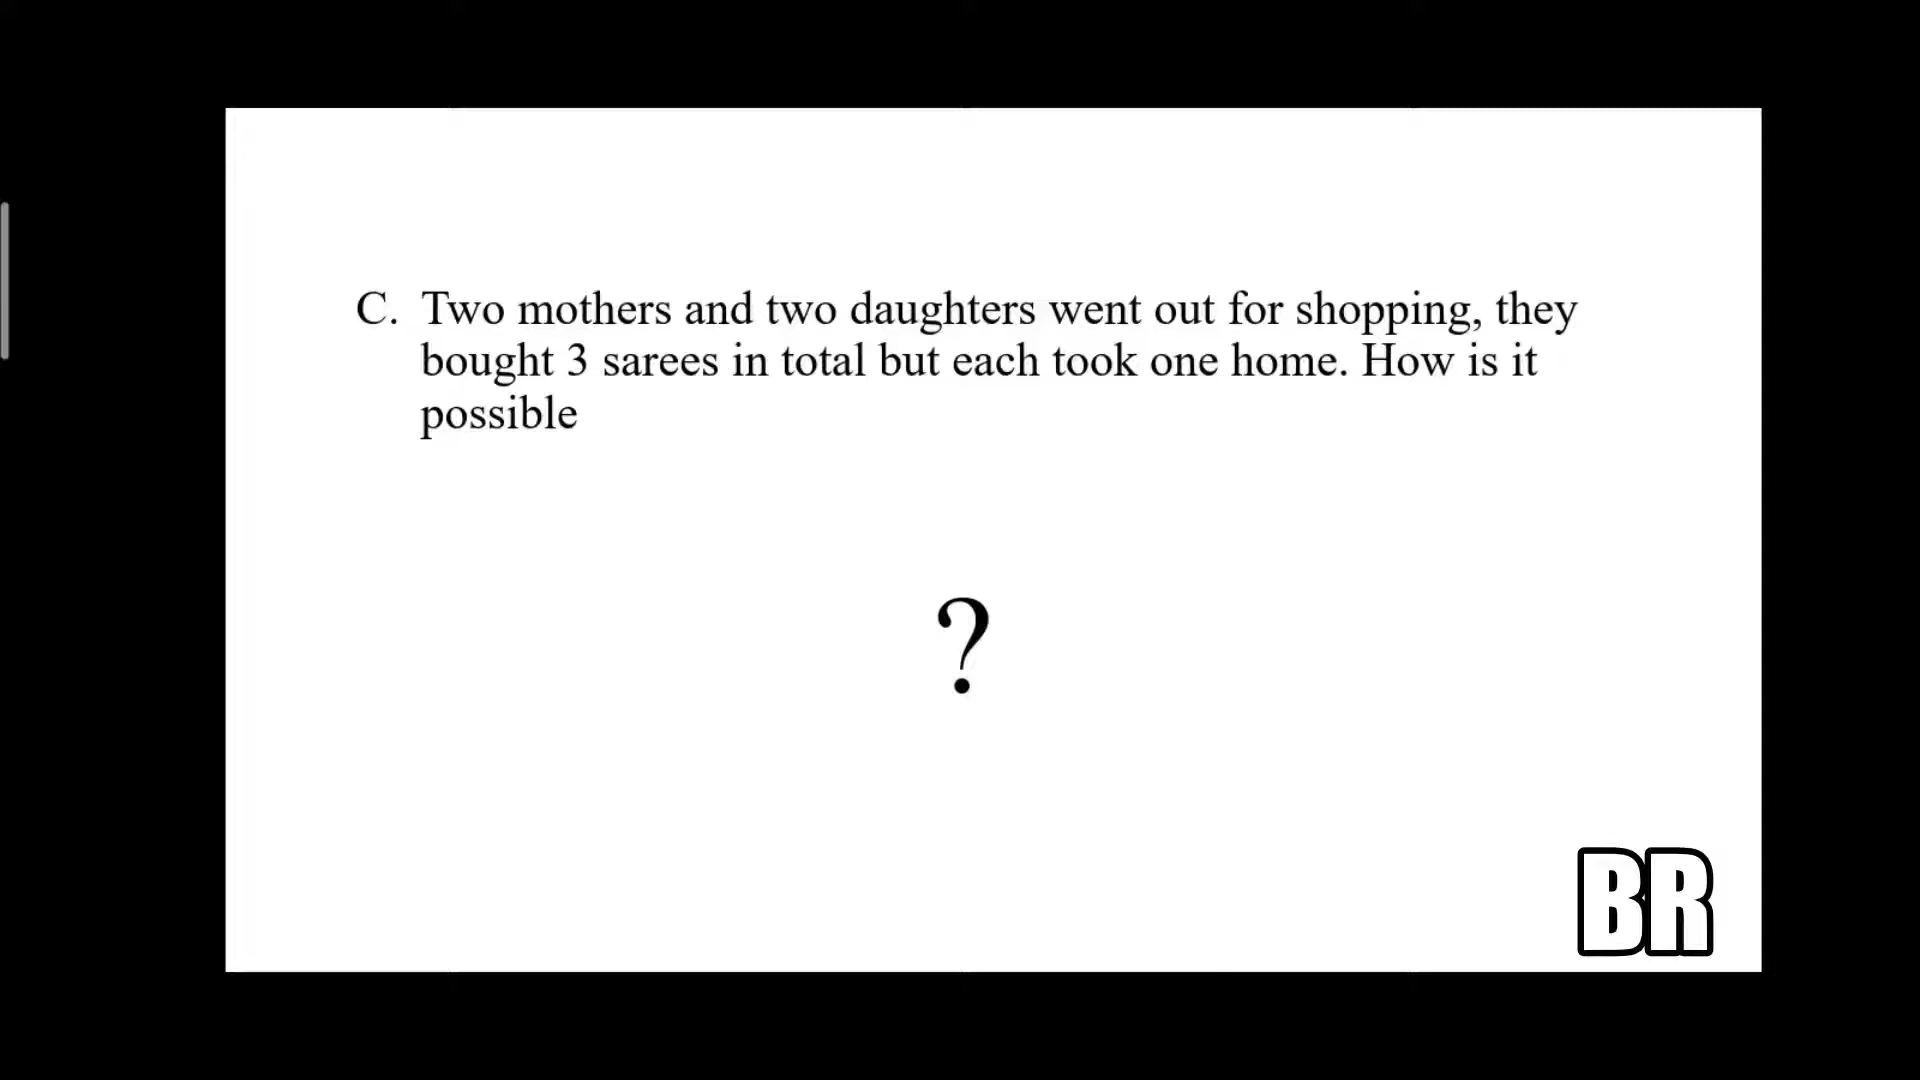 C. Two mothers and two daughters went out for shopping, they
bought 3 sarees in total but each took one home. How is it
possible
?
BR